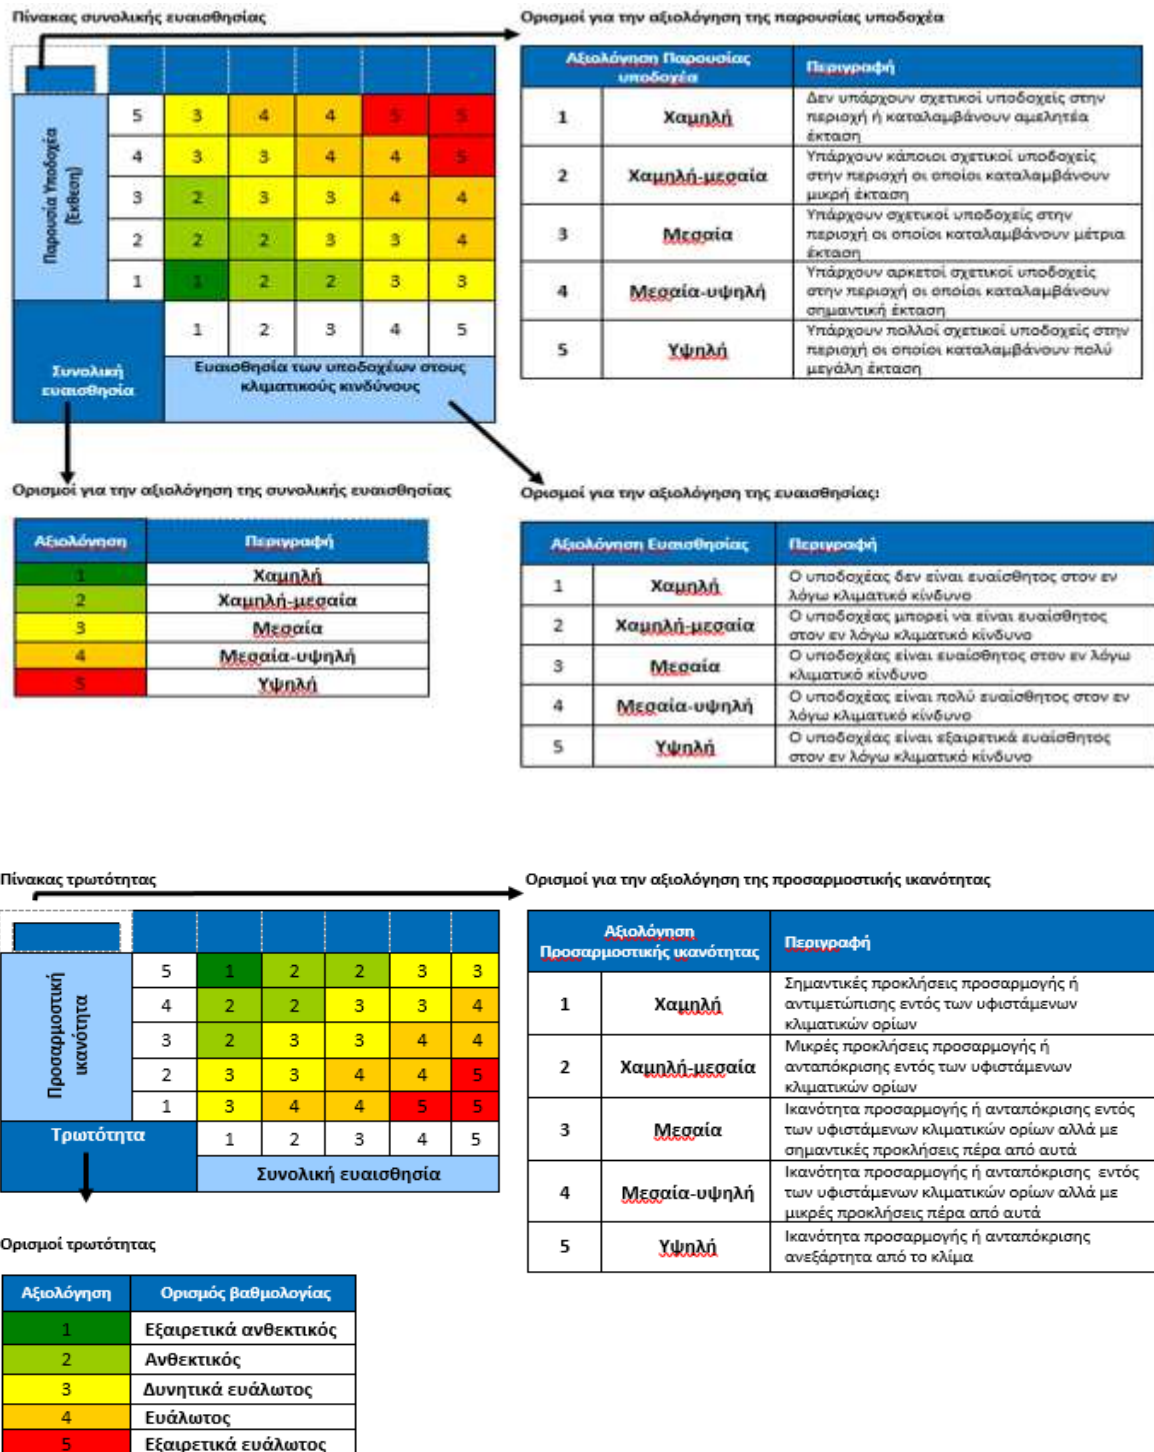 Πίνακας συνολικής ευαισθησίας
Παρουσία Υποδοχέα
(Έκθεση)
5 3 4 4 5 5
4 3 3 4 4 5
3 2 3 3 4 4
2 2 2 3 3 4
1 1 2 2 3 3
1 2 3 4 5
Συνολική
ευαισθησία
Ευαισθησία των υποδοχέων στους
κλιματικούς κινδύνους
Ορισμοί για την αξιολόγηση της παρουσίας υποδοχέα
Αξιολόγηση Παρουσίας
υποδοχέα
Περιγραφή
1 Χαμηλή
Δεν υπάρχουν σχετικοί υποδοχείς στην
περιοχή ή καταλαμβάνουν αμελητέα
έκταση
2 Χαμηλή-μεσαία
Υπάρχουν κάποιοι σχετικοί υποδοχείς
στην περιοχή οι οποίοι καταλαμβάνουν
μικρή έκταση
3 Μεσαία
Υπάρχουν σχετικοί υποδοχείς στην
περιοχή οι οποίοι καταλαμβάνουν μέτρια
έκταση
4 Μεσαία-υψηλή
Υπάρχουν αρκετοί σχετικοί υποδοχείς
στην περιοχή οι οποίοι καταλαμβάνουν
σημαντική έκταση
5 Υψηλή
Υπάρχουν πολλοί σχετικοί υποδοχείς στην
περιοχή οι οποίοι καταλαμβάνουν πολύ
μεγάλη έκταση
Ορισμοί για την αξιολόγηση της συνολικής ευαισθησίας
Αξιολόγηση Περιγραφή
1 Χαμηλή
2 Χαμηλή-μεσαία
3 Μεσαία
4 Μεσαία-υψηλή
5 Υψηλή
Ορισμοί για την αξιολόγηση της ευαισθησίας:
Αξιολόγηση Ευαισθησίας Περιγραφή
1 Χαμηλή
Ο υποδοχέας δεν είναι ευαίσθητος στον εν
λόγω κλιματικό κίνδυνο
2 Χαμηλή-μεσαία
Ο υποδοχέας μπορεί να είναι ευαίσθητος
στον εν λόγω κλιματικό κίνδυνο
3 Μεσαία
Ο υποδοχέας είναι ευαίσθητος στον εν λόγω
κλιματικό κίνδυνο
4 Μεσαία-υψηλή
Ο υποδοχέας είναι πολύ ευαίσθητος στον εν
λόγω κλιματικό κίνδυνο
5 Υψηλή
Ο υποδοχέας είναι εξαιρετικά ευαίσθητος
στον εν λόγω κλιματικό κίνδυνο
Πίνακας τρωτότητας
Προσαρμοστική
ικανότητα
5 1 2 2 3 3
4 2 2 3 3 4
3 2 3 3 4 4
2 3 3 4 4 5
1 3 4 4 5 5
Τρωτότητα
1 2 3 4 5
Συνολική ευαισθησία
Ορισμοί για την αξιολόγηση της προσαρμοστικής ικανότητας
Αξιολόγηση
Προσαρμοστικής ικανότητας
Περιγραφή
1 Χαμηλή
Σημαντικές προκλήσεις προσαρμογής ή
αντιμετώπισης εντός των υφιστάμενων
κλιματικών ορίων
2 Χαμηλή-μεσαία
Μικρές προκλήσεις προσαρμογής ή
ανταπόκρισης εντός των υφιστάμενων
κλιματικών ορίων
3 Μεσαία
Ικανότητα προσαρμογής ή ανταπόκρισης εντός
των υφιστάμενων κλιματικών ορίων αλλά με
σημαντικές προκλήσεις πέρα από αυτά
4 Μεσαία-υψηλή
Ικανότητα προσαρμογής ή ανταπόκρισης εντός
των υφιστάμενων κλιματικών ορίων αλλά με
μικρές προκλήσεις πέρα από αυτά
5 Υψηλή
Ικανότητα προσαρμογής ή ανταπόκρισης
ανεξάρτητα από το κλίμα
Ορισμοί τρωτότητας
Αξιολόγηση Ορισμός βαθμολογίας
1 Εξαιρετικά ανθεκτικός
2 Ανθεκτικός
3 Δυνητικά ευάλωτος
4 Ευάλωτος
5 Εξαιρετικά ευάλωτος